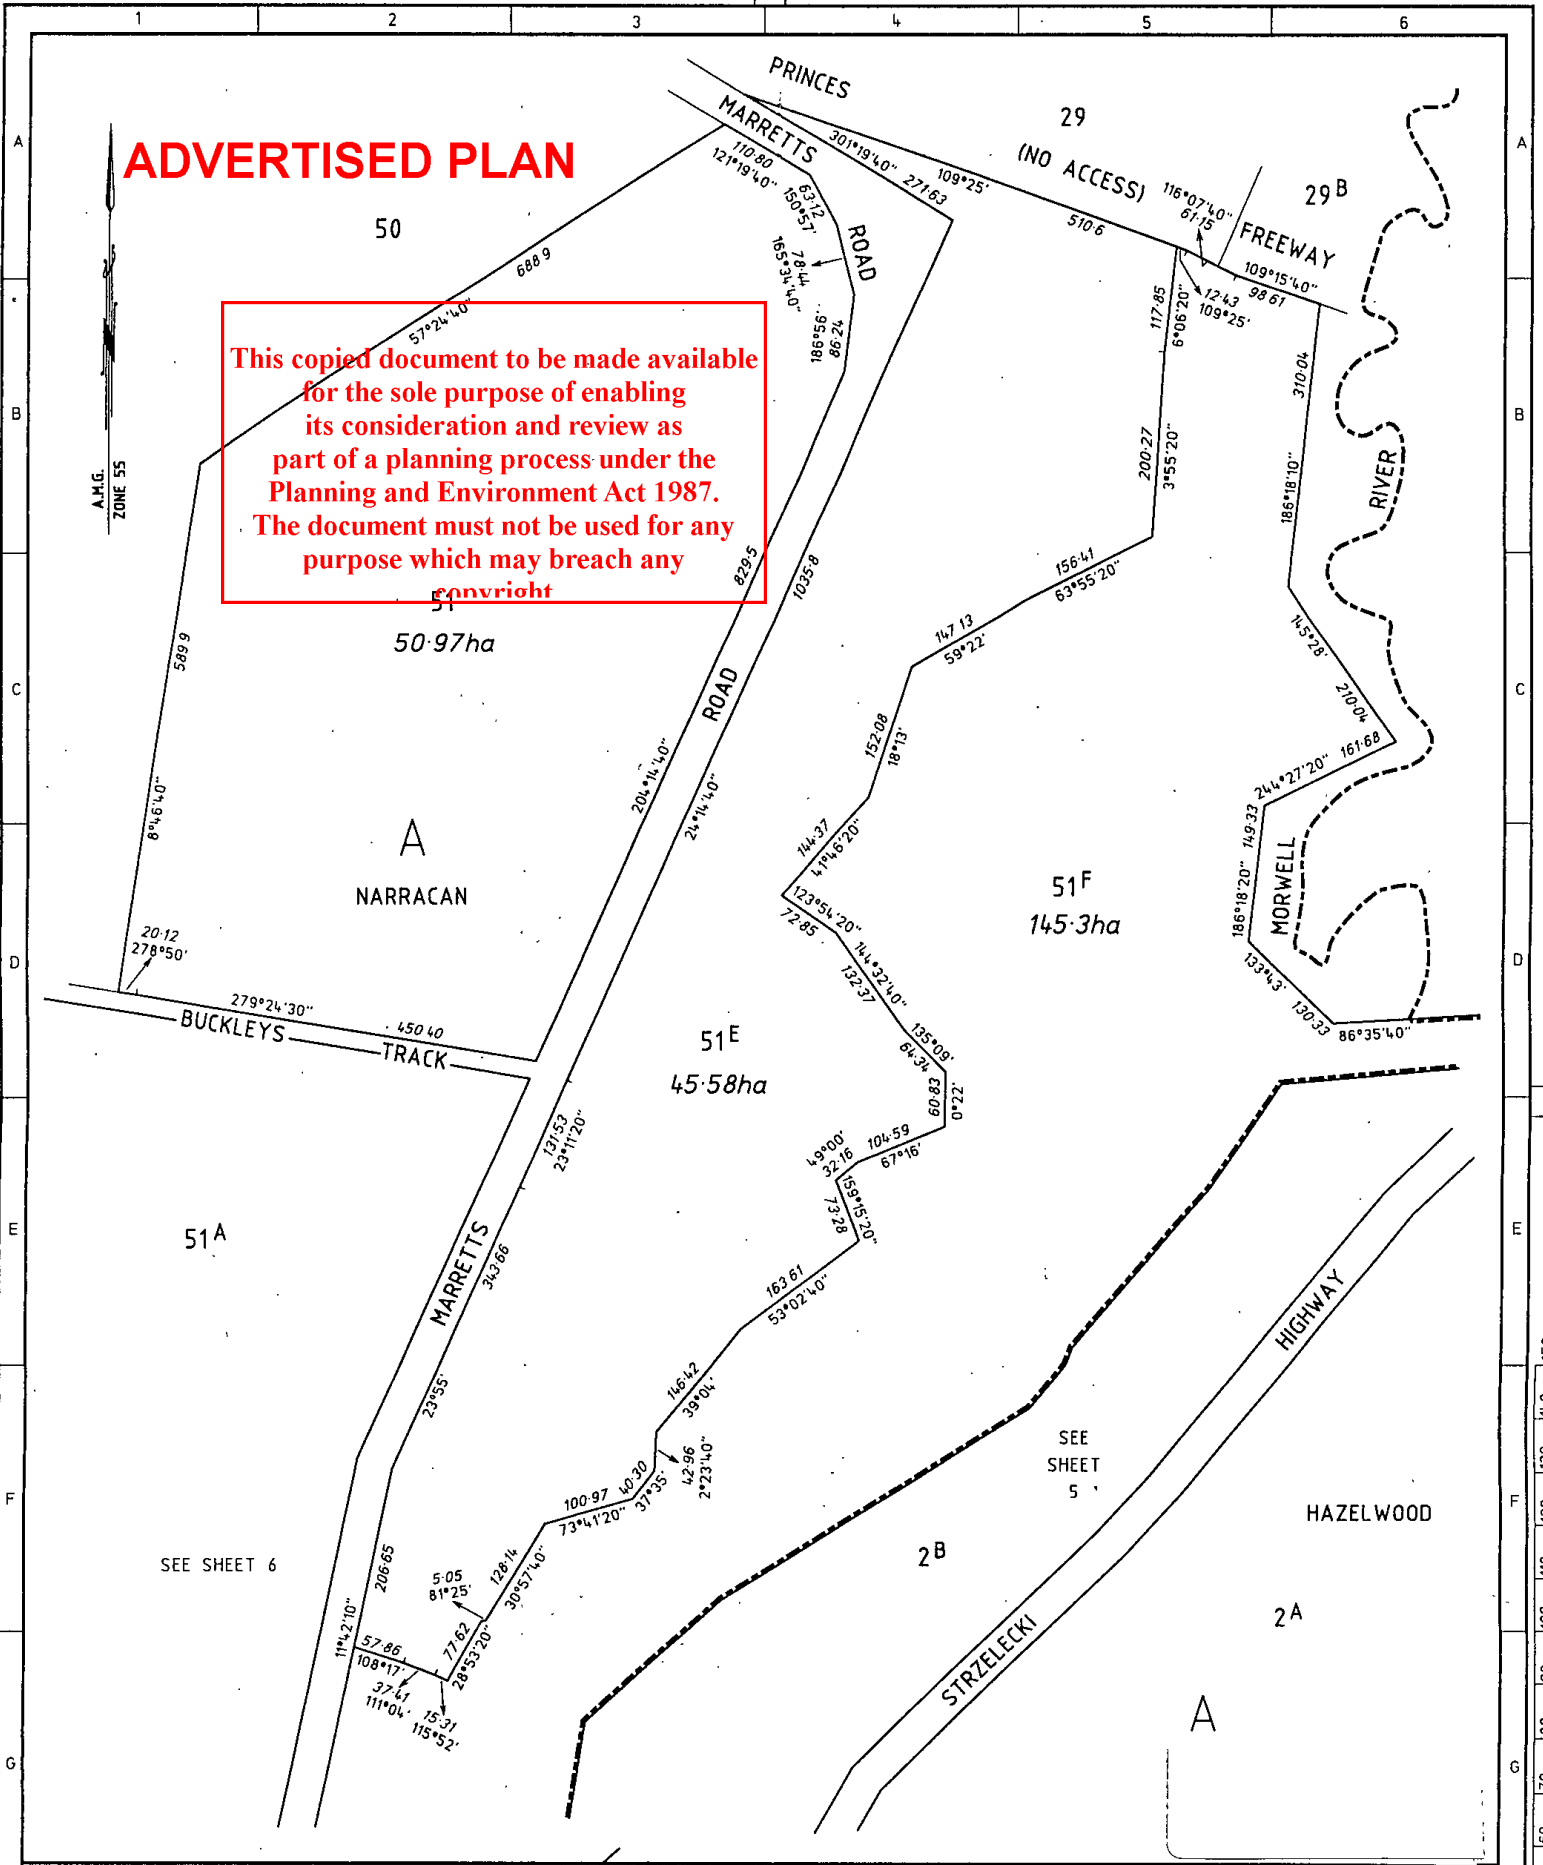 1 2 3 4 5 6
A
B
C
D
E
F
G
A
B
C
D
E
F
G
ADVERTISED PLAN
This copied document to be made available
for the sole purpose of enabling
its consideration and review as
part of a planning process under the
Planning and Environment Act 1987.
The document must not be used for any
purpose which may breach any
copyright
A.M.G.
ZONE 55
PRINCES
FREEWAY
29
(NO ACCESS)
29B
MARRETTS
ROAD
301°19'40"
271·63
109°25'
510·6
116°07'40"
61·15
12·43
109°25'
109°15'40"
98 61
110·80
121°19'40"
63·12
150°57'
78·44
165°34'40"
186°56'
86·24
50
688 9
57°24'40"
589 9
8°46'40"
51
50·97ha
A
NARRACAN
829·5
204°14'40"
1035·8
24°14'40"
ROAD
117·85
6°06'20"
200·27
3°55'20"
156·41
63°55'20"
147 13
59°22'
152·08
18°13'
144·37
41°46'20"
123°54'20"
72·85
144°32'40"
132·37
135°09'
64·34
60·83
0°22'
104·59
67°16'
49°00'
32·16
159°15'20"
73·28
163 61
53°02'40"
146·42
39°04'
42·96
2°23'40"
40·30
37°35'
100·97
73°41'20"
128·14
30°57'40"
5·05
81°25'
77·62
28°53'20"
57·86
108°17'
37·41
111°04'
15·31
115°52'
11°42'10"
206·65
23°55'
343·66
131·53
23°11'20"
MARRETTS
20·12
278°50'
279°24'30"
450 40
BUCKLEYS
TRACK
51E
45·58ha
51F
145·3ha
310·04
186°18'10"
145°28'
210·04
161·68
244°27'20"
149·33
186°18'20"
133°43'
130·33
86°35'40"
MORWELL
RIVER
51A
SEE SHEET 6
SEE
SHEET
5
2B
2A
HAZELWOOD
A
STRZELECKI
HIGHWAY